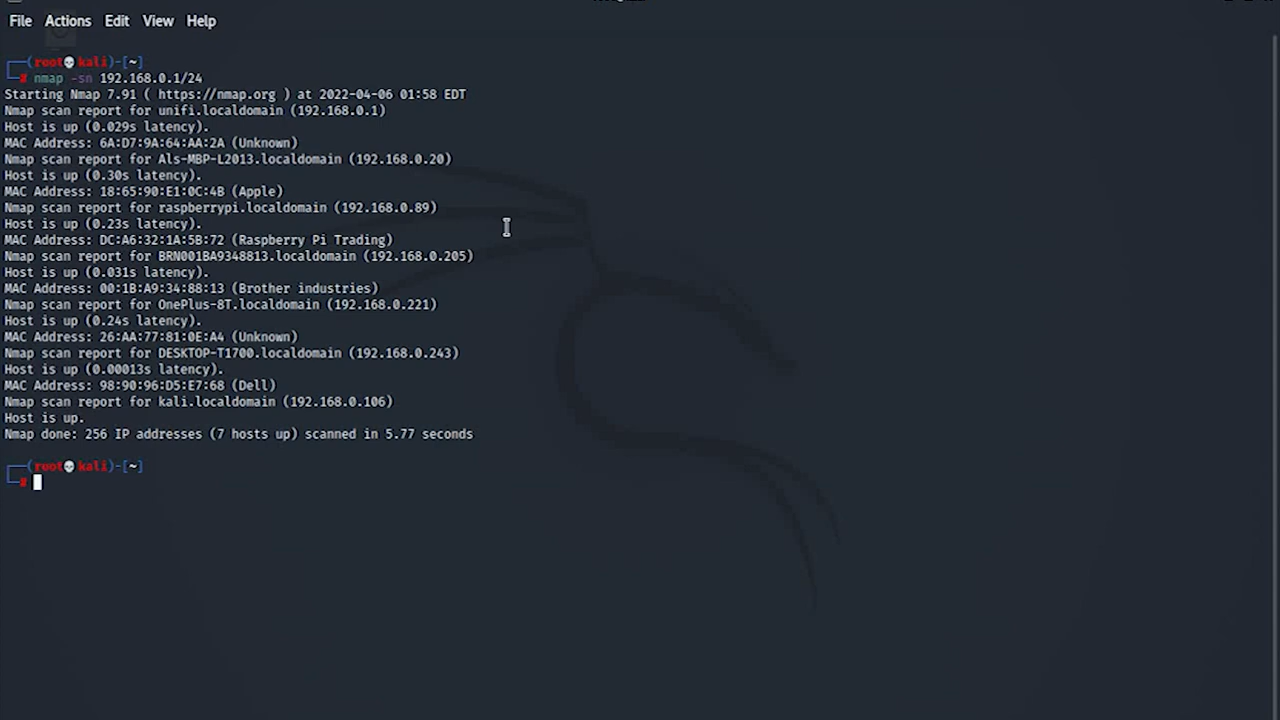 File Actions Edit View Help
(root💀kali)-[~]
# nmap -sn 192.168.0.1/24
Starting Nmap 7.91 ( https://nmap.org ) at 2022-04-06 01:58 EDT
Nmap scan report for unifi.localdomain (192.168.0.1)
Host is up (0.029s latency).
MAC Address: 6A:D7:9A:64:AA:2A (Unknown)
Nmap scan report for Als-MBP-L2013.localdomain (192.168.0.20)
Host is up (0.30s latency).
MAC Address: 18:65:90:E1:0C:4B (Apple)
Nmap scan report for raspberrypi.localdomain (192.168.0.89)
Host is up (0.23s latency).
MAC Address: DC:A6:32:1A:5B:72 (Raspberry Pi Trading)
Nmap scan report for BRN001BA9348813.localdomain (192.168.0.205)
Host is up (0.031s latency).
MAC Address: 00:1B:A9:34:88:13 (Brother industries)
Nmap scan report for OnePlus-8T.localdomain (192.168.0.221)
Host is up (0.24s latency).
MAC Address: 26:AA:77:81:0E:A4 (Unknown)
Nmap scan report for DESKTOP-T1700.localdomain (192.168.0.243)
Host is up (0.00013s latency).
MAC Address: 98:90:96:D5:E7:68 (Dell)
Nmap scan report for kali.localdomain (192.168.0.106)
Host is up.
Nmap done: 256 IP addresses (7 hosts up) scanned in 5.77 seconds
(root💀kali)-[~]
#